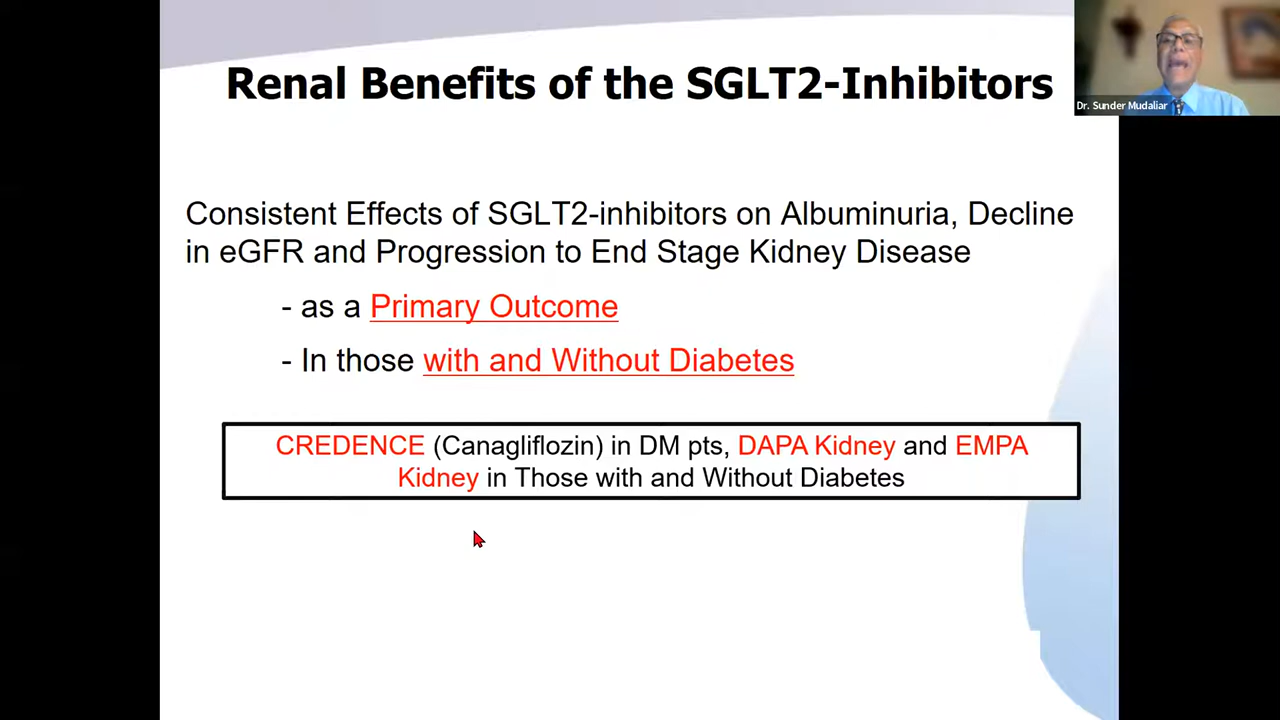 Renal Benefits of the SGLT2-Inhibitors
Dr. Sunder Mudaliar
Consistent Effects of SGLT2-inhibitors on Albuminuria, Decline
in eGFR and Progression to End Stage Kidney Disease
- as a Primary Outcome
- In those with and Without Diabetes
CREDENCE (Canagliflozin) in DM pts, DAPA Kidney and EMPA
Kidney in Those with and Without Diabetes